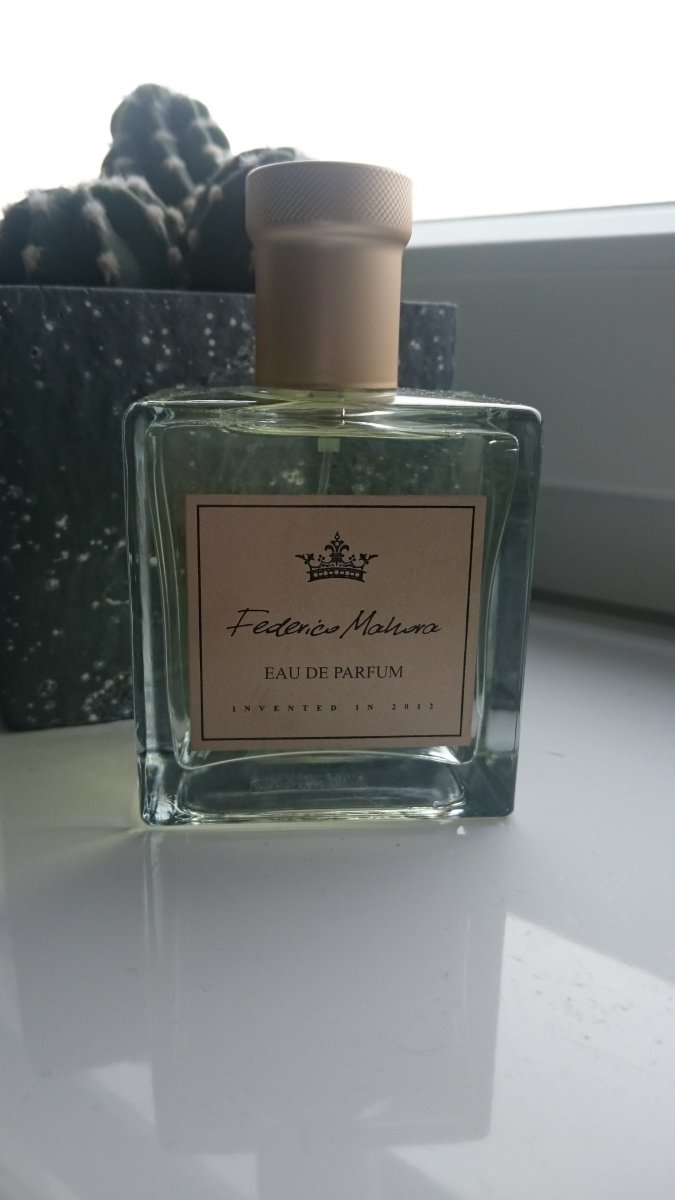 Federico Mahora
EAU DE PARFUM
INVENTED IN 2012